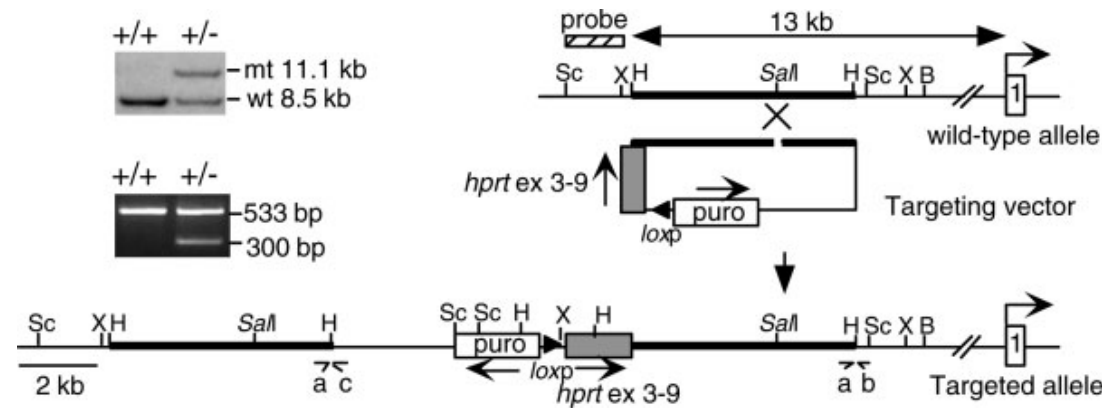 +/+ +/-
mt 11.1 kb
wt 8.5 kb
+/+ +/-
533 bp
300 bp
probe
13 kb
Sc X H SalI H Sc X B
1
wild-type allele
hprt ex 3-9
puro
loxp
Targeting vector
Sc X H SalI H Sc Sc H X H SalI H Sc X B
puro
1
2 kb
a c
loxp
hprt ex 3-9
a b
Targeted allele